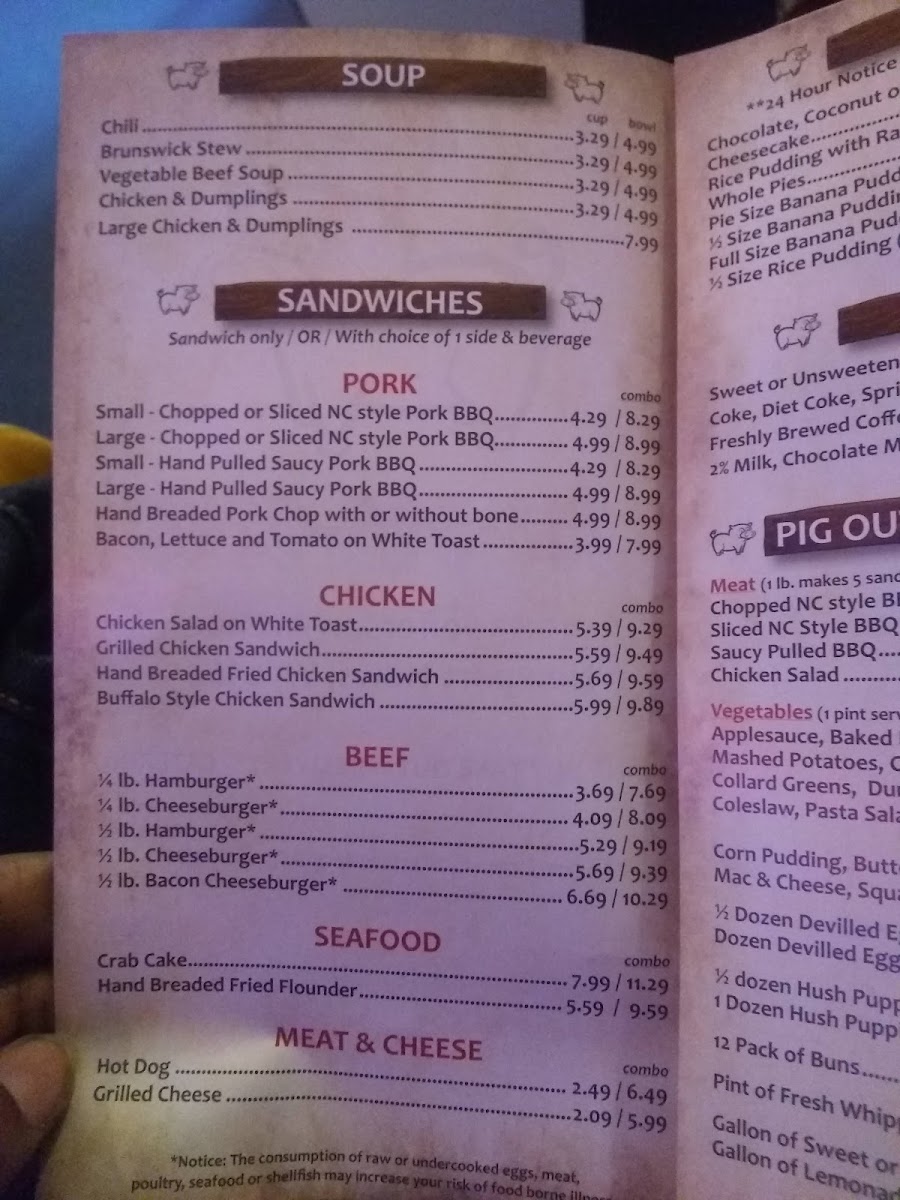 SOUP
cup bowl
Chili 3.29 / 4.99
Brunswick Stew 3.29 / 4.99
Vegetable Beef Soup 3.29 / 4.99
Chicken & Dumplings 3.29 / 4.99
Large Chicken & Dumplings 7.99
SANDWICHES
Sandwich only / OR / With choice of 1 side & beverage
PORK
combo
Small - Chopped or Sliced NC style Pork BBQ 4.29 / 8.29
Large - Chopped or Sliced NC style Pork BBQ 4.99 / 8.99
Small - Hand Pulled Saucy Pork BBQ 4.29 / 8.29
Large - Hand Pulled Saucy Pork BBQ 4.99 / 8.99
Hand Breaded Pork Chop with or without bone 4.99 / 8.99
Bacon, Lettuce and Tomato on White Toast 3.99 / 7.99
CHICKEN
combo
Chicken Salad on White Toast 5.39 / 9.29
Grilled Chicken Sandwich 5.59 / 9.49
Hand Breaded Fried Chicken Sandwich 5.69 / 9.59
Buffalo Style Chicken Sandwich 5.99 / 9.89
BEEF
combo
¼ lb. Hamburger* 3.69 / 7.69
¼ lb. Cheeseburger* 4.09 / 8.09
½ lb. Hamburger* 5.29 / 9.19
½ lb. Cheeseburger* 5.69 / 9.39
½ lb. Bacon Cheeseburger* 6.69 / 10.29
SEAFOOD
combo
Crab Cake 7.99 / 11.29
Hand Breaded Fried Flounder 5.59 / 9.59
MEAT & CHEESE
combo
Hot Dog 2.49 / 6.49
Grilled Cheese 2.09 / 5.99
*Notice: The consumption of raw or undercooked eggs, meat,
poultry, seafood or shellfish may increase your risk of food borne
**24 Hour Notice
Chocolate, Coconut
Cheesecake
Rice Pudding with
Whole Pies
Pie Size Banana
½ Size Banana
Full Size Banana
½ Size Rice Pudding
Sweet or
Coke, Diet Coke,
Freshly Brewed
2% Milk, Chocolate
PIG
Meat (1 lb. makes 5
Chopped NC style
Sliced NC Style BBQ
Saucy Pulled BBQ
Chicken Salad
Vegetables (1 pint
Applesauce, Baked
Mashed Potatoes,
Collard Greens,
Coleslaw, Pasta
Corn Pudding,
Mac & Cheese,
½ Dozen Devilled
Dozen Devilled
½ dozen Hush
1 Dozen Hush
12 Pack of Buns
Pint of Fresh
Gallon of Sweet or
Gallon of